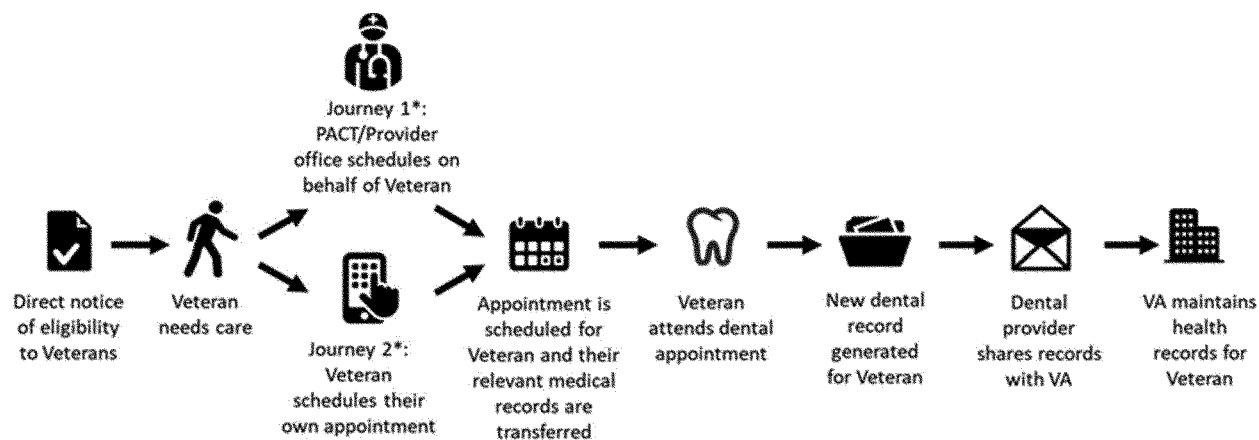 Journey 1*:
PACT/Provider
office schedules on
behalf of Veteran
Direct notice
of eligibility
to Veterans
Veteran
needs care
Journey 2*:
Veteran
schedules their
own appointment
Appointment is
scheduled for
Veteran and their
relevant medical
records are
transferred
Veteran
attends dental
appointment
New dental
record
generated
for Veteran
Dental
provider
shares records
with VA
VA maintains
health
records for
Veteran